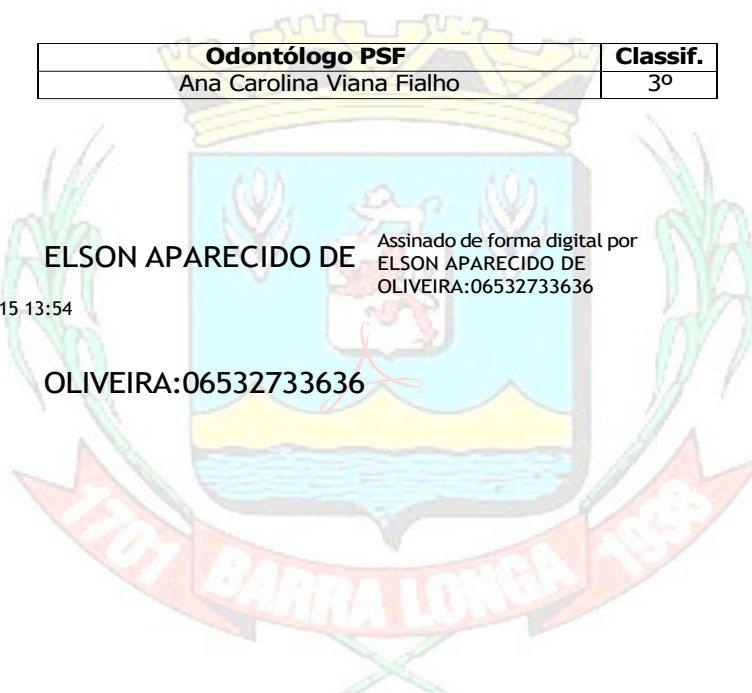 Odontólogo PSF Classif.
Ana Carolina Viana Fialho 3º
ELSON APARECIDO DE
Assinado de forma digital por
ELSON APARECIDO DE
OLIVEIRA:06532733636
15 13:54
OLIVEIRA:06532733636
1701 BARRA LONGA 1938